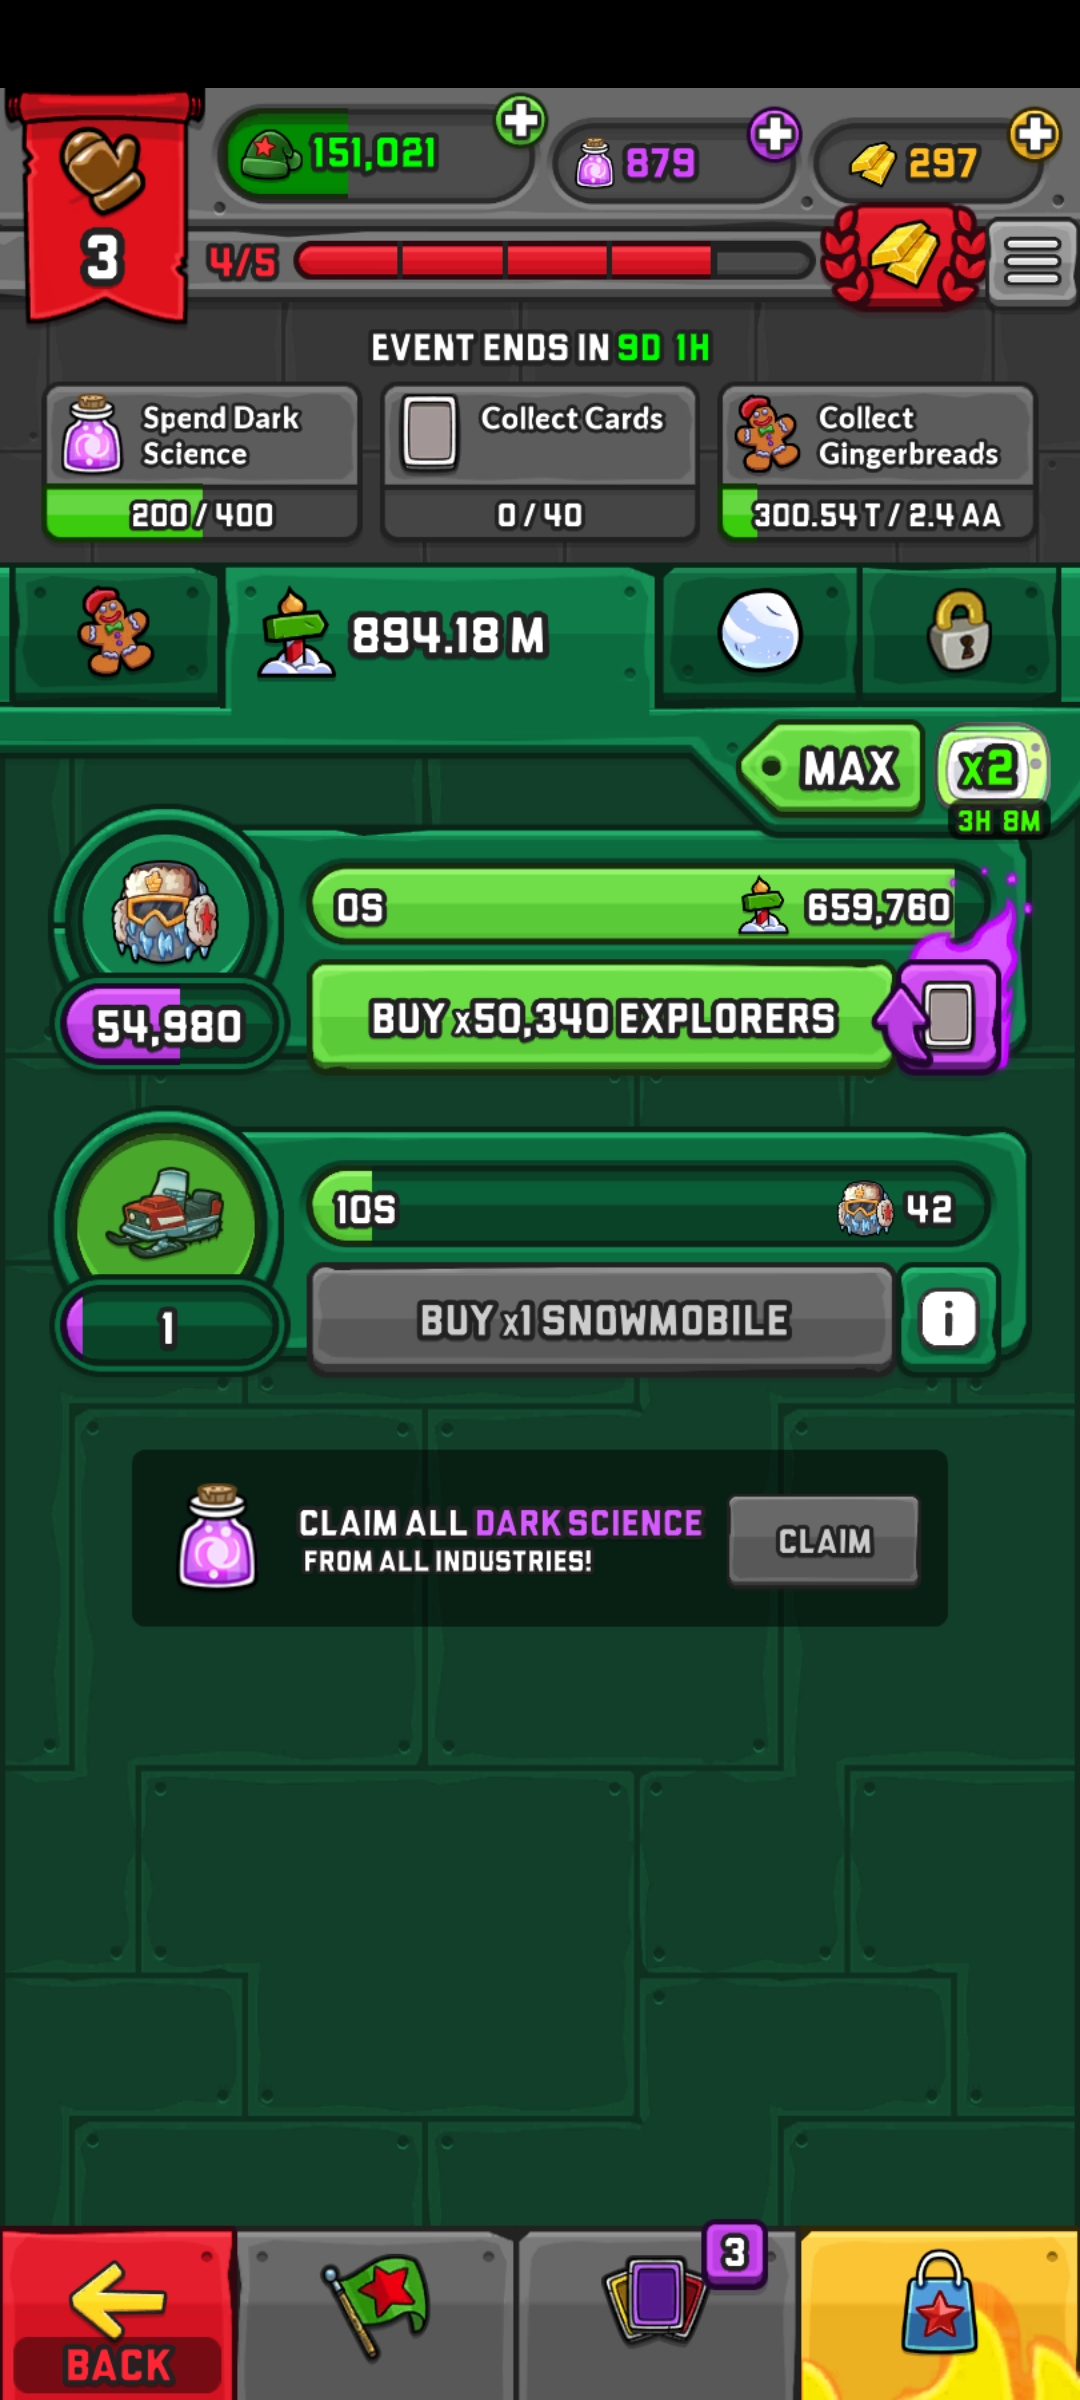 151,021
879
297
3
4/5
EVENT ENDS IN 9D 1H
Spend Dark
Science
200 / 400
Collect Cards
0 / 40
Collect
Gingerbreads
300.54 T / 2.4 AA
894.18 M
MAX
x2
3H 8M
0S
659,760
54,980
BUY x50,340 EXPLORERS
10S
42
1
BUY x1 SNOWMOBILE
i
CLAIM ALL DARK SCIENCE
FROM ALL INDUSTRIES!
CLAIM
3
BACK